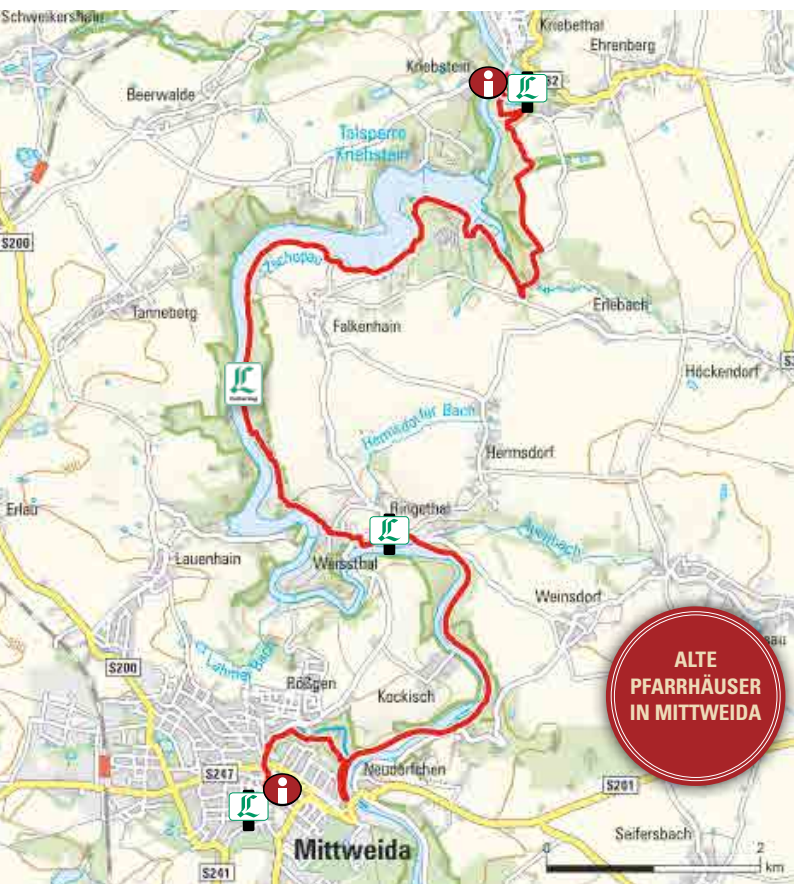 Schweikershain
Kriebethal
Ehrenberg
Kriebstein
L
Beerwalde
Talsperre
Kriebstein
S200
Zschopau
Erlebach
Tanneberg
Falkenhain
L
Höckendorf
Hermsdorfer Bach
Hermsdorf
Erlau
Ringethal
L
Lauenhain
Weissthal
Weinsdorf
S200
Rößgen
Kockisch
ALTE
PFARRHÄUSER
IN MITTWEIDA
Neudörfchen
S247
S201
L
Mittweida
Seifersbach
0 2
km
S241